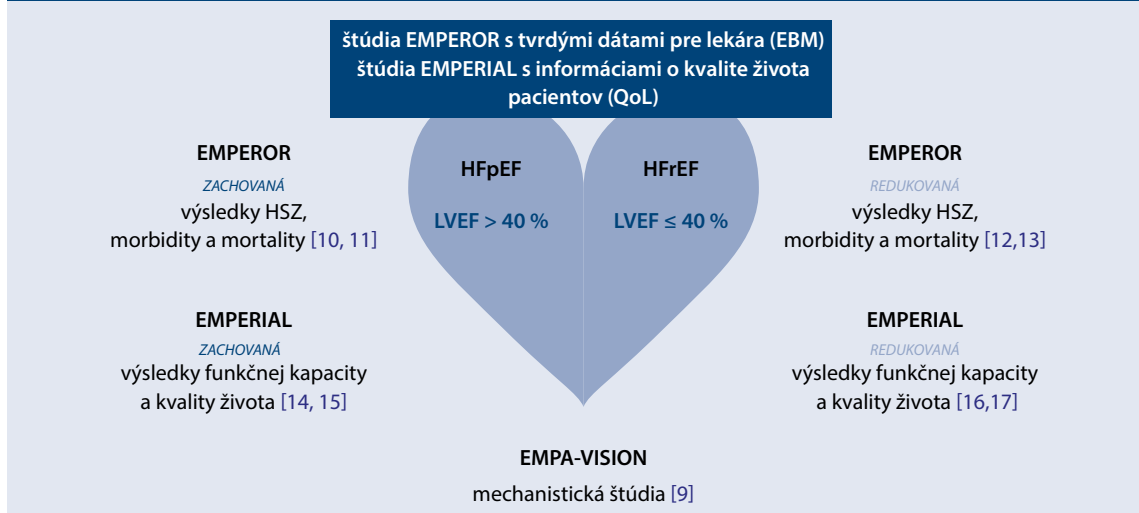 štúdia EMPEROR s tvrdými dátami pre lekára (EBM)
štúdia EMPERIAL s informáciami o kvalite života
pacientov (QoL)
EMPEROR
ZACHOVANÁ
výsledky HSZ,
morbidity a mortality [10, 11]
HFpEF
LVEF > 40 %
HFrEF
LVEF ≤ 40 %
EMPEROR
REDUKOVANÁ
výsledky HSZ,
morbidity a mortality [12,13]
EMPERIAL
ZACHOVANÁ
výsledky funkčnej kapacity
a kvality života [14, 15]
EMPERIAL
REDUKOVANÁ
výsledky funkčnej kapacity
a kvality života [16,17]
EMPA-VISION
mechanistická štúdia [9]